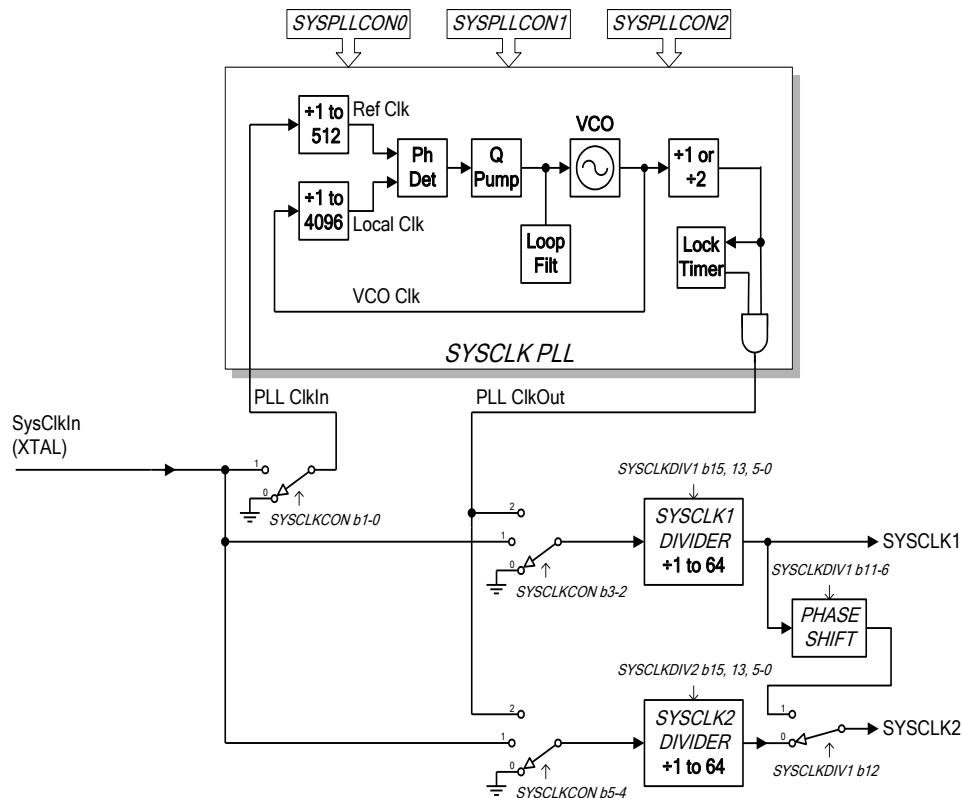 SYSPLLCON0
SYSPLLCON1
SYSPLLCON2
÷1 to
512
Ref Clk
÷1 to
4096
Local Clk
Ph
Det
Q
Pump
VCO
÷1 or
÷2
Loop
Filt
Lock
Timer
VCO Clk
SYSCLK PLL
PLL ClkIn
PLL ClkOut
SysClkIn
(XTAL)
1
0
SYSCLKCON b1-0
SYSCLKDIV1 b15, 13, 5-0
2
1
0
SYSCLKCON b3-2
SYSCLK1
DIVIDER
÷1 to 64
SYSCLK1
SYSCLKDIV1 b11-6
PHASE
SHIFT
SYSCLKDIV2 b15, 13, 5-0
2
1
0
SYSCLKCON b5-4
SYSCLK2
DIVIDER
÷1 to 64
1
0
SYSCLK2
SYSCLKDIV1 b12